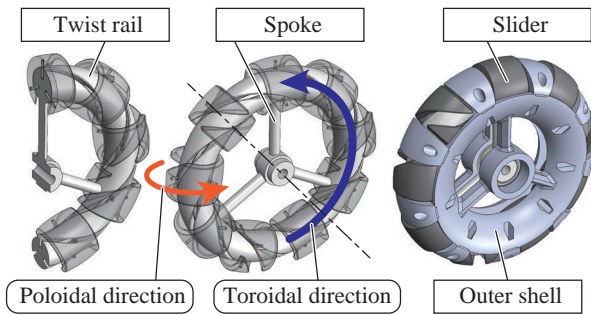 Twist rail
Spoke
Slider
Poloidal direction
Toroidal direction
Outer shell